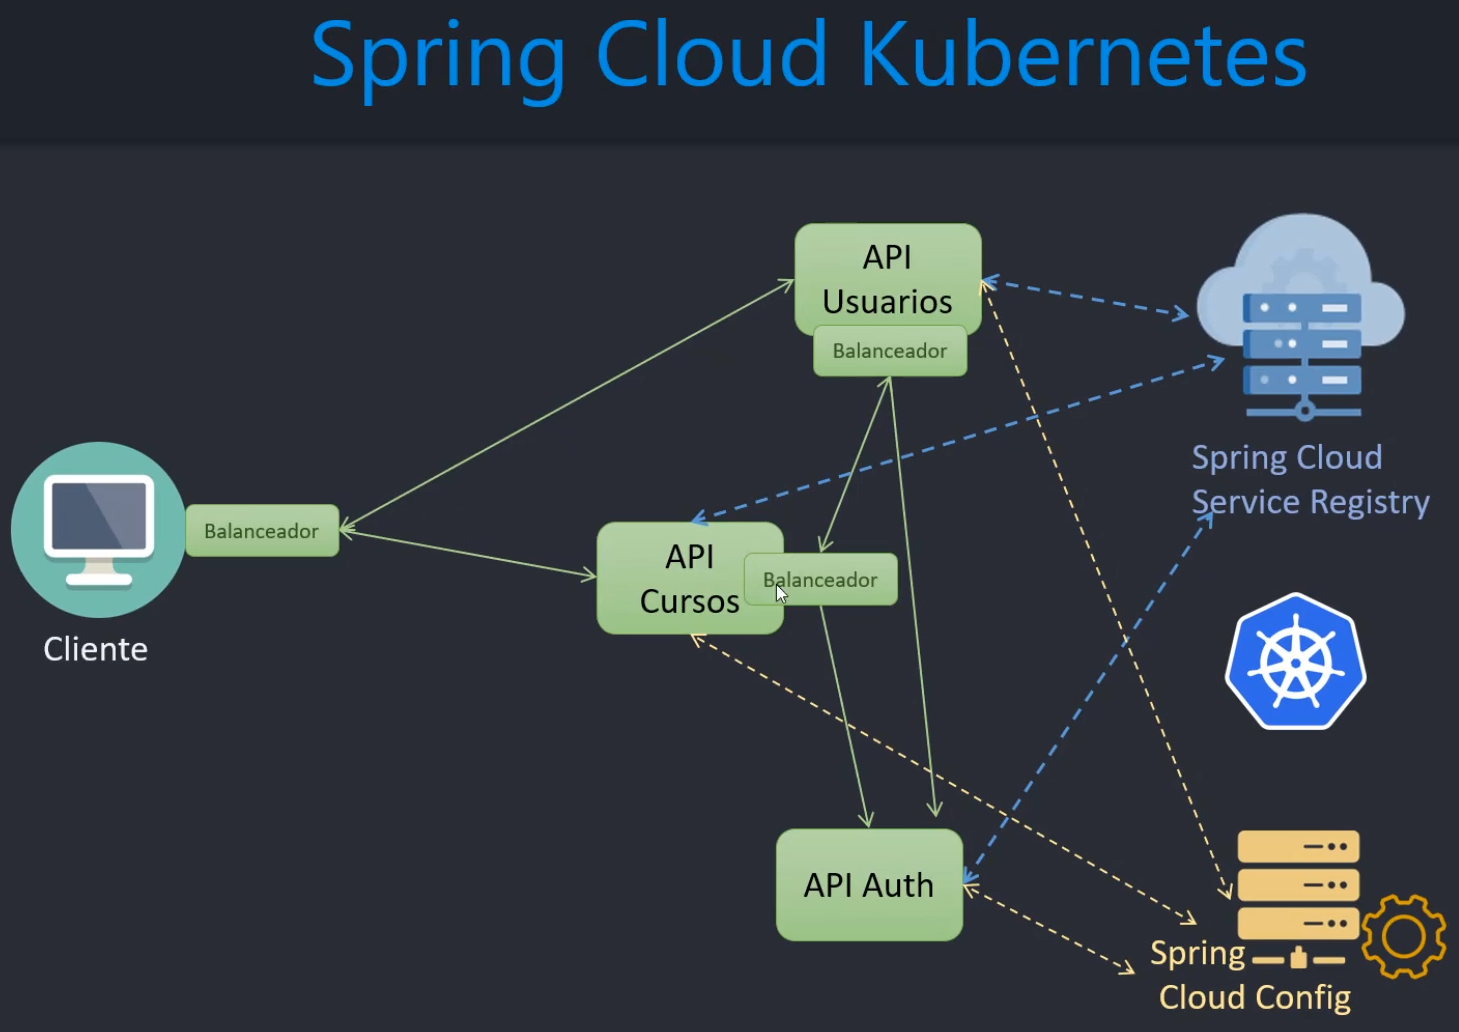 Spring Cloud Kubernetes
API
Usuarios
Balanceador
Spring Cloud
Service Registry
Balanceador
Cliente
API
Cursos
Balanceador
API Auth
Spring
Cloud Config